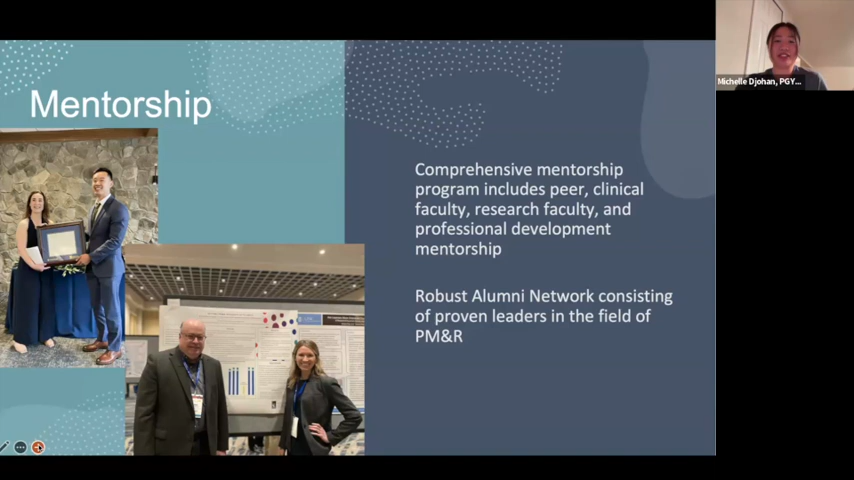 Mentorship
Comprehensive mentorship
program includes peer, clinical
faculty, research faculty, and
professional development
mentorship
Robust Alumni Network consisting
of proven leaders in the field of
PM&R
Michelle Djohan, PGY...